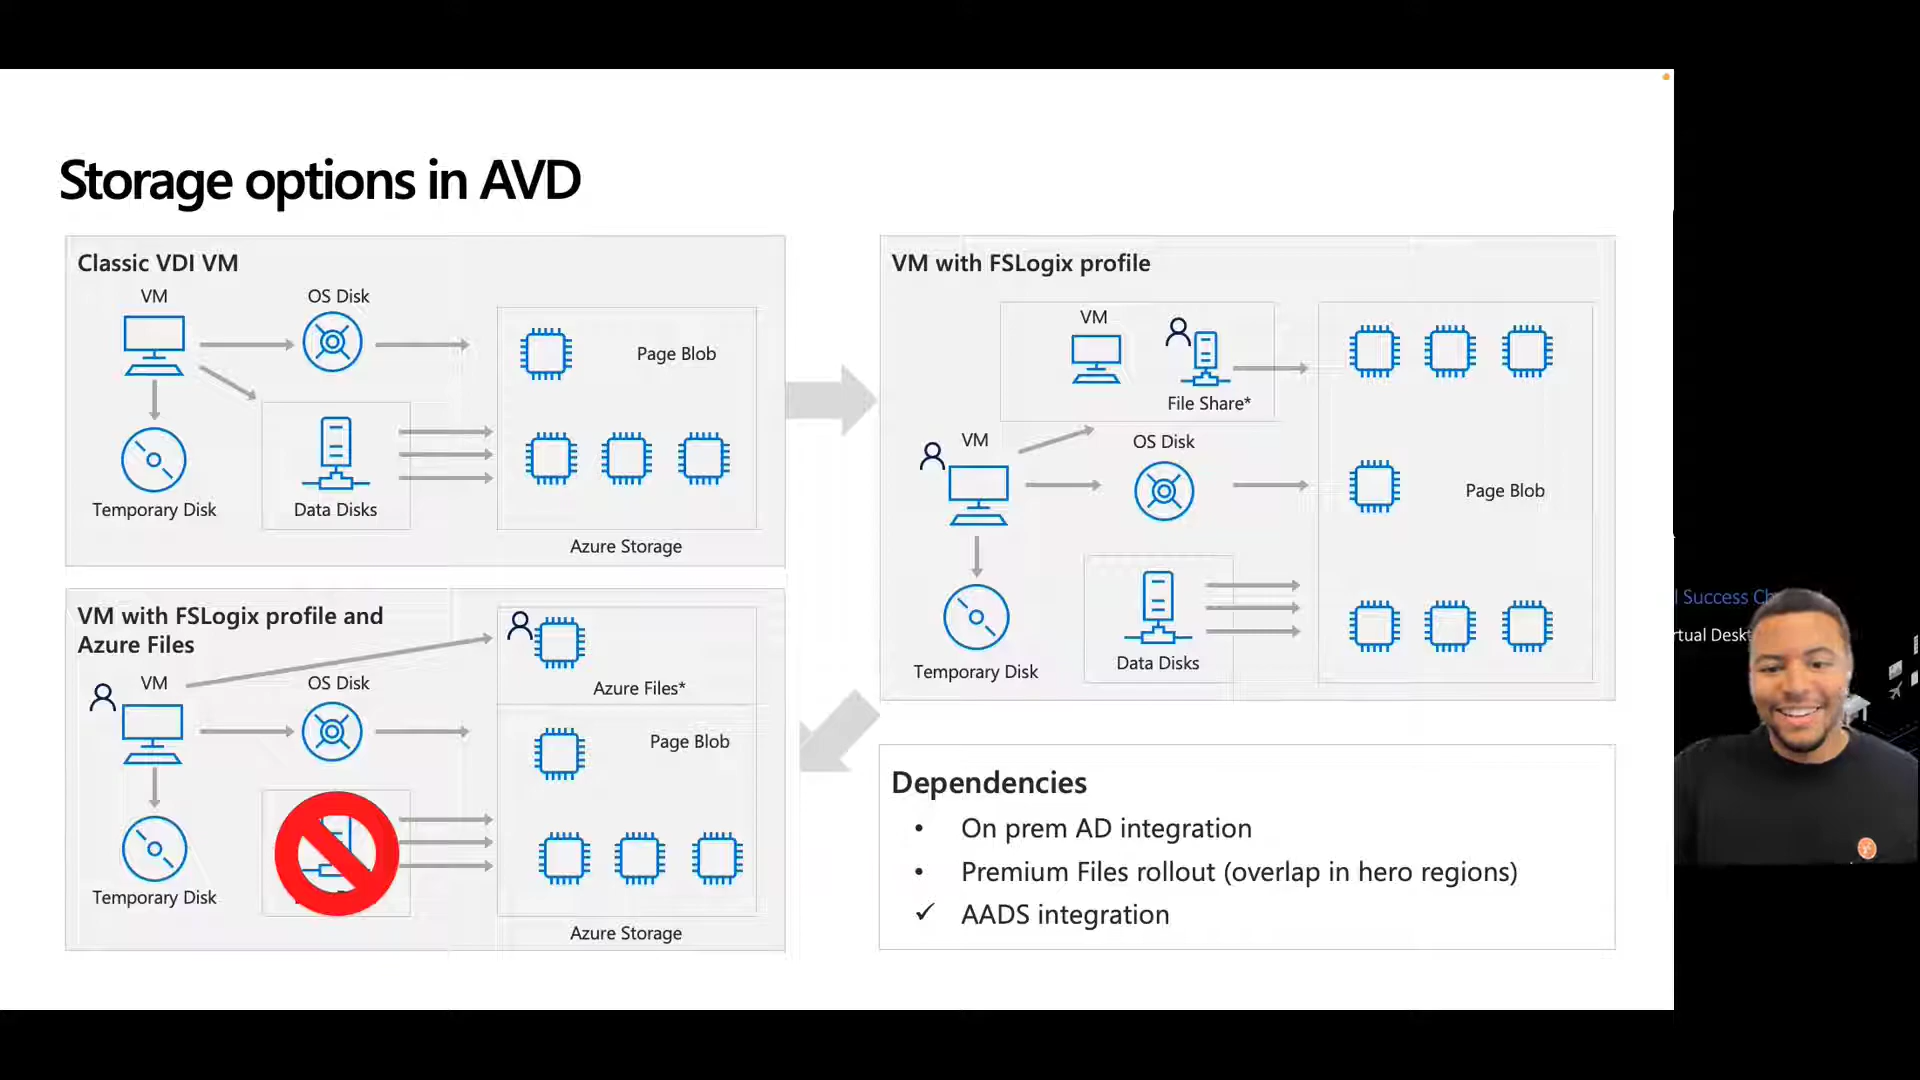 Storage options in AVD
Classic VDI VM
VM
OS Disk
Page Blob
Temporary Disk
Data Disks
Azure Storage
VM with FSLogix profile
VM
File Share*
VM
OS Disk
Page Blob
Temporary Disk
Data Disks
VM with FSLogix profile and
Azure Files
VM
OS Disk
Azure Files*
Page Blob
Temporary Disk
Azure Storage
Dependencies
• On prem AD integration
• Premium Files rollout (overlap in hero regions)
✓ AADS integration
l Success Ch
rtual Deskt